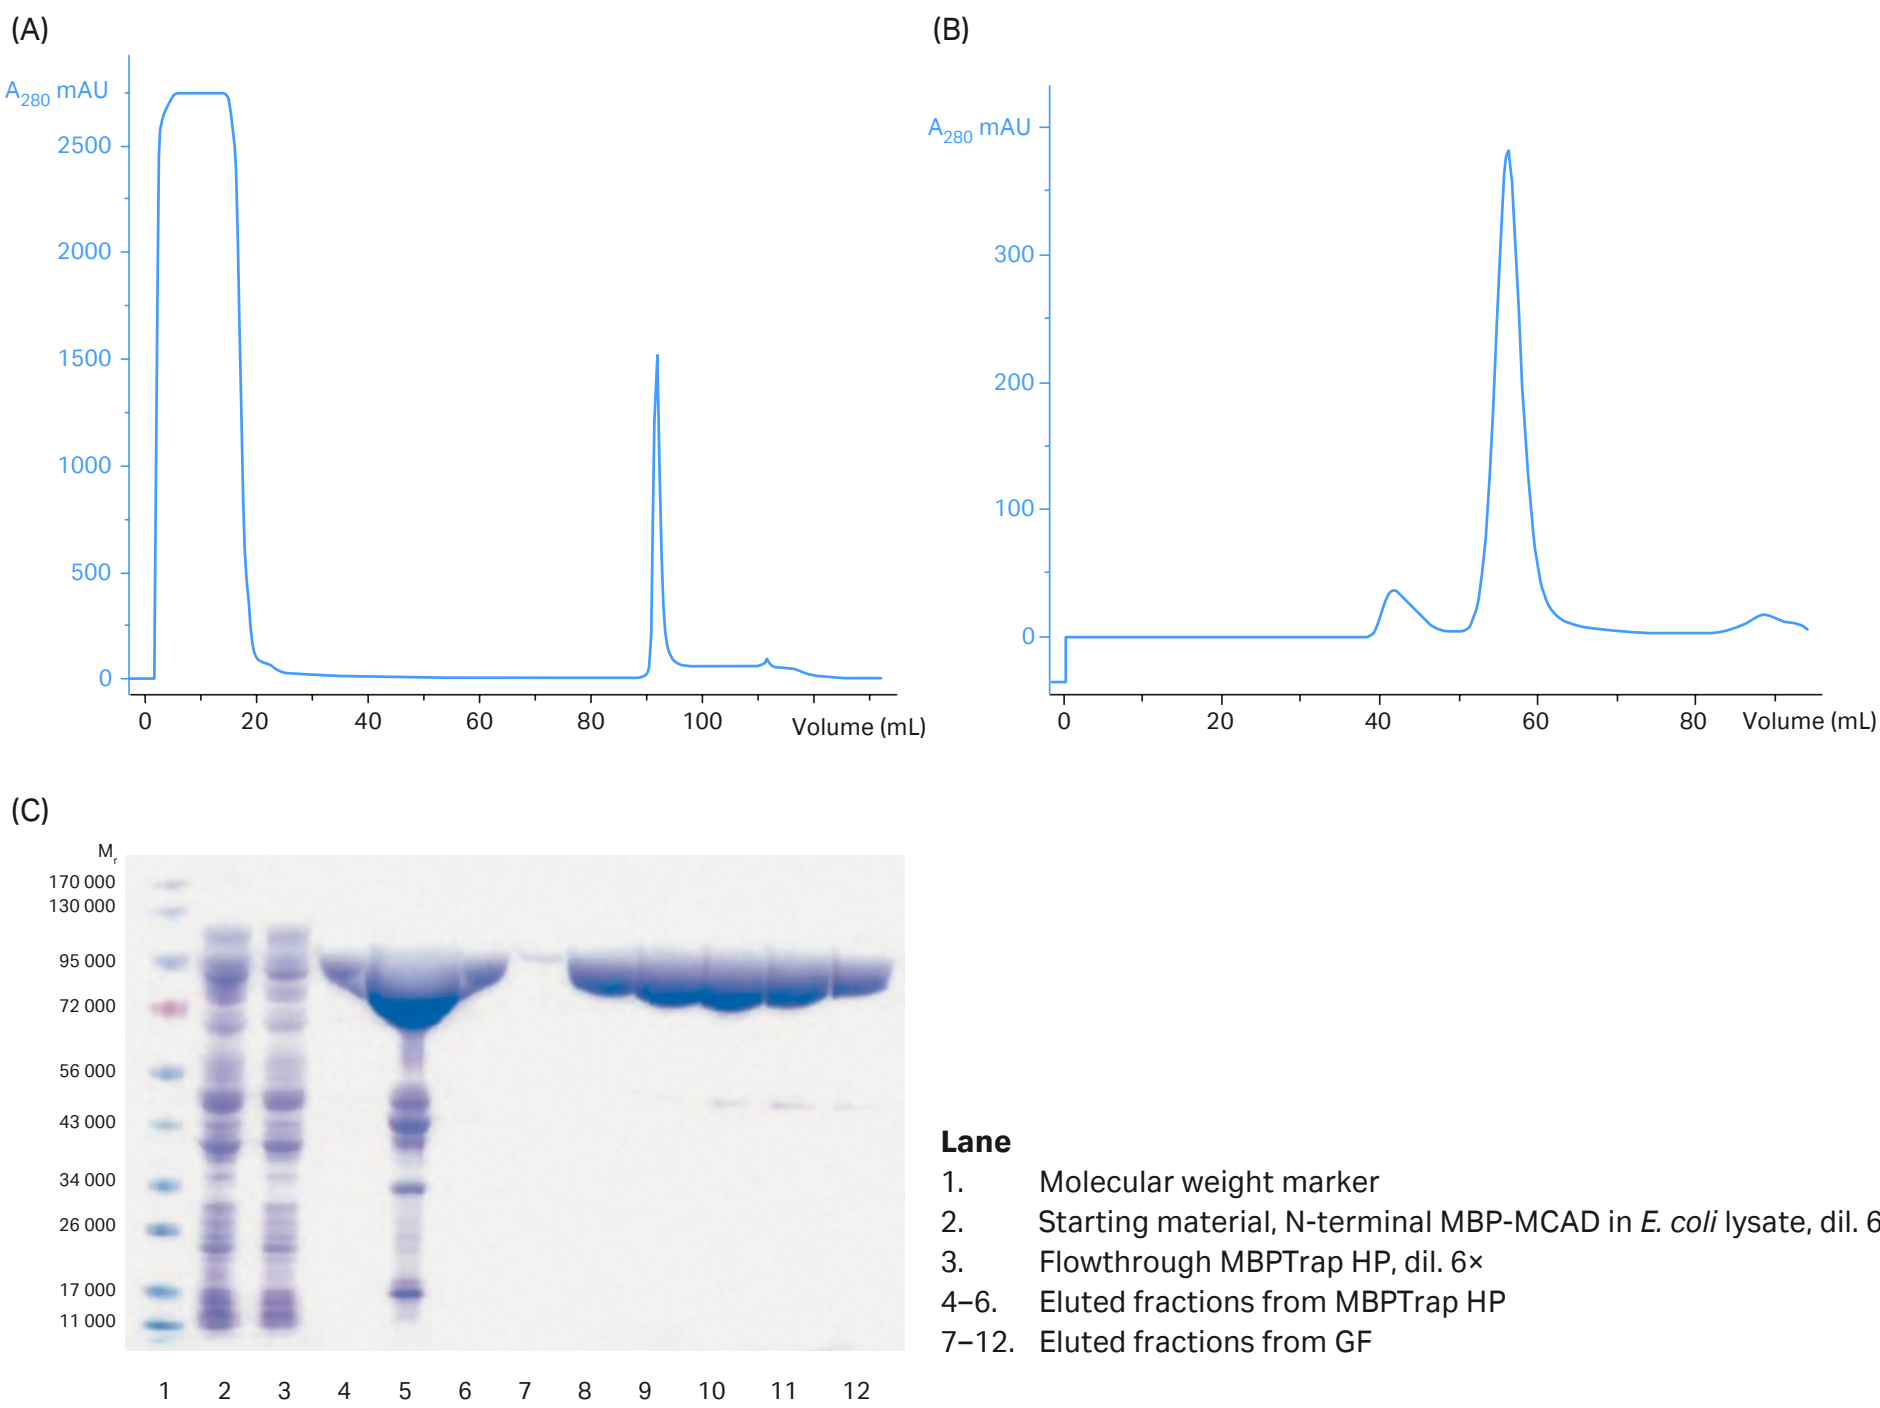 (A)
A280 mAU
2500
2000
1500
1000
500
0
0 20 40 60 80 100 Volume (mL)
(B)
A280 mAU
300
200
100
0
0 20 40 60 80 Volume (mL)
(C)
Mr
170 000
130 000
95 000
72 000
56 000
43 000
34 000
26 000
17 000
11 000
1 2 3 4 5 6 7 8 9 10 11 12
Lane
1. Molecular weight marker
2. Starting material, N-terminal MBP-MCAD in E. coli lysate, dil. 6
3. Flowthrough MBPTrap HP, dil. 6×
4–6. Eluted fractions from MBPTrap HP
7–12. Eluted fractions from GF